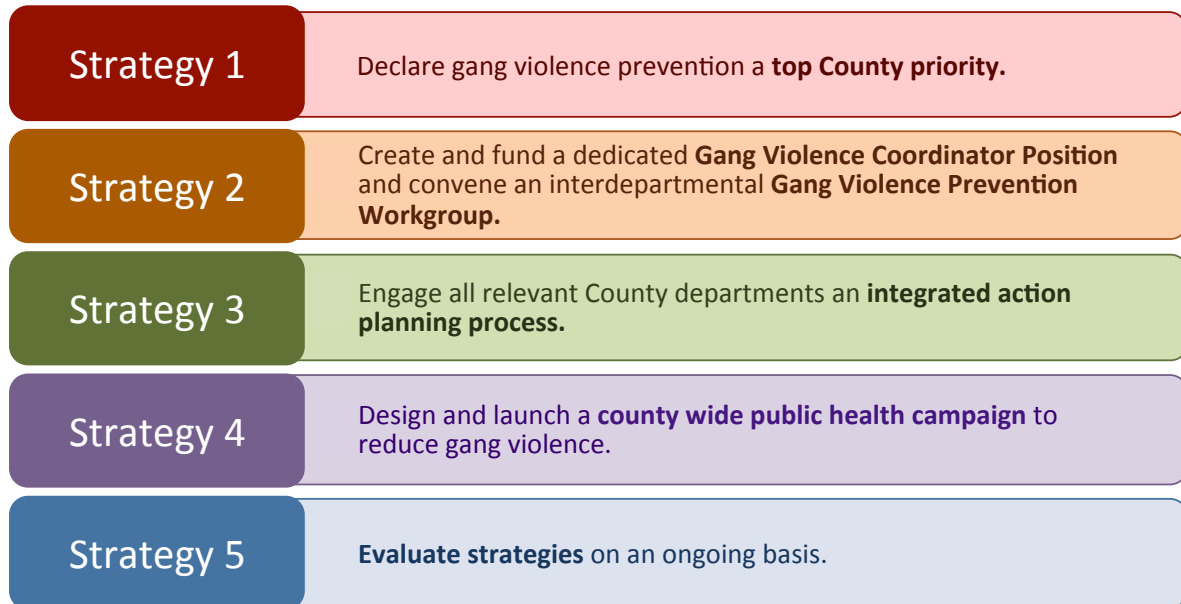 Strategy 1
Declare gang violence prevention a top County priority.
Strategy 2
Create and fund a dedicated Gang Violence Coordinator Position
and convene an interdepartmental Gang Violence Prevention
Workgroup.
Strategy 3
Engage all relevant County departments an integrated action
planning process.
Strategy 4
Design and launch a county wide public health campaign to
reduce gang violence.
Strategy 5
Evaluate strategies on an ongoing basis.